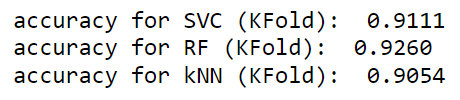 accuracy for SVC (KFold):  0.9111
accuracy for RF (KFold):  0.9260
accuracy for kNN (KFold):  0.9054